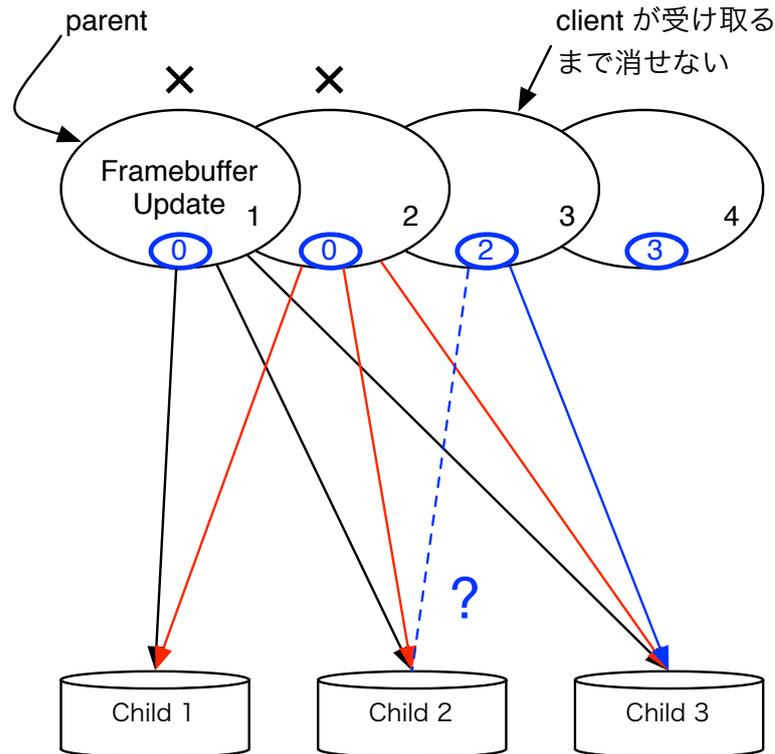 parent
client が受け取る
まで消せない
×
×
Framebuffer
Update
1
2
3
4
0
0
2
3
?
Child 1
Child 2
Child 3